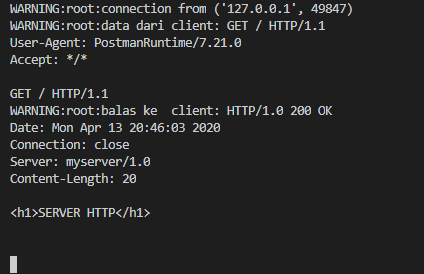 WARNING:root:connection from ('127.0.0.1', 49847)
WARNING:root:data dari client: GET / HTTP/1.1
User-Agent: PostmanRuntime/7.21.0
Accept: */*
GET / HTTP/1.1
WARNING:root:balas ke  client: HTTP/1.0 200 OK
Date: Mon Apr 13 20:46:03 2020
Connection: close
Server: myserver/1.0
Content-Length: 20
<h1>SERVER HTTP</h1>